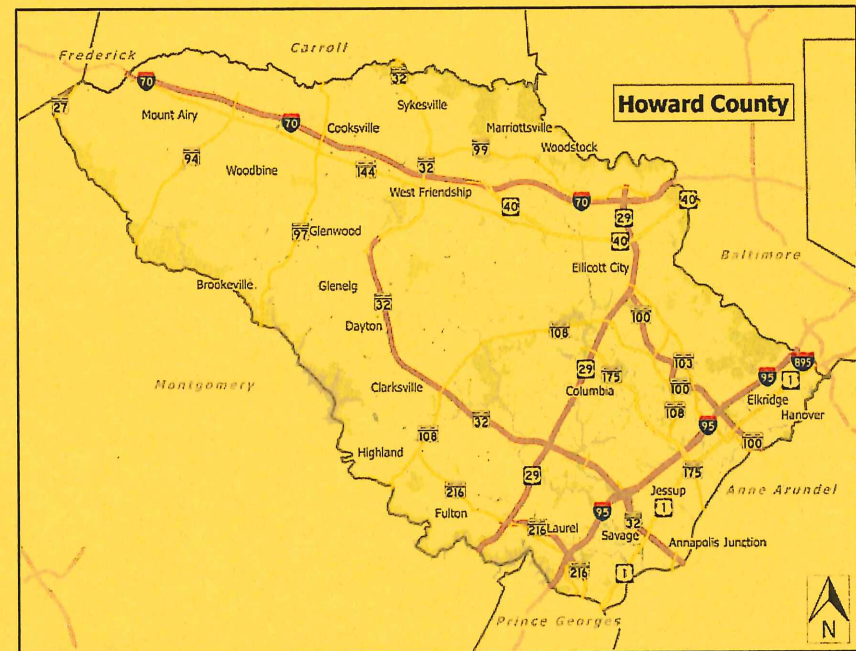 Carroll
Frederick
70
32
27
Howard County
Sykesville
Mount Airy
70
Cooksville
Marriottsville
99
Woodstock
94
144
32
Woodbine
West Friendship
70
40
40
29
97
Glenwood
40
Ellicott City
Baltimore
Brookeville
Glenelg
32
100
Dayton
108
103
895
29
175
95
1
Montgomery
Clarksville
Columbia
100
Elkridge
108
Hanover
32
95
108
100
Highland
175
29
216
Jessup
Anne Arundel
95
1
Fulton
216
Laurel
32
Savage
Annapolis Junction
216
1
Prince Georges
N